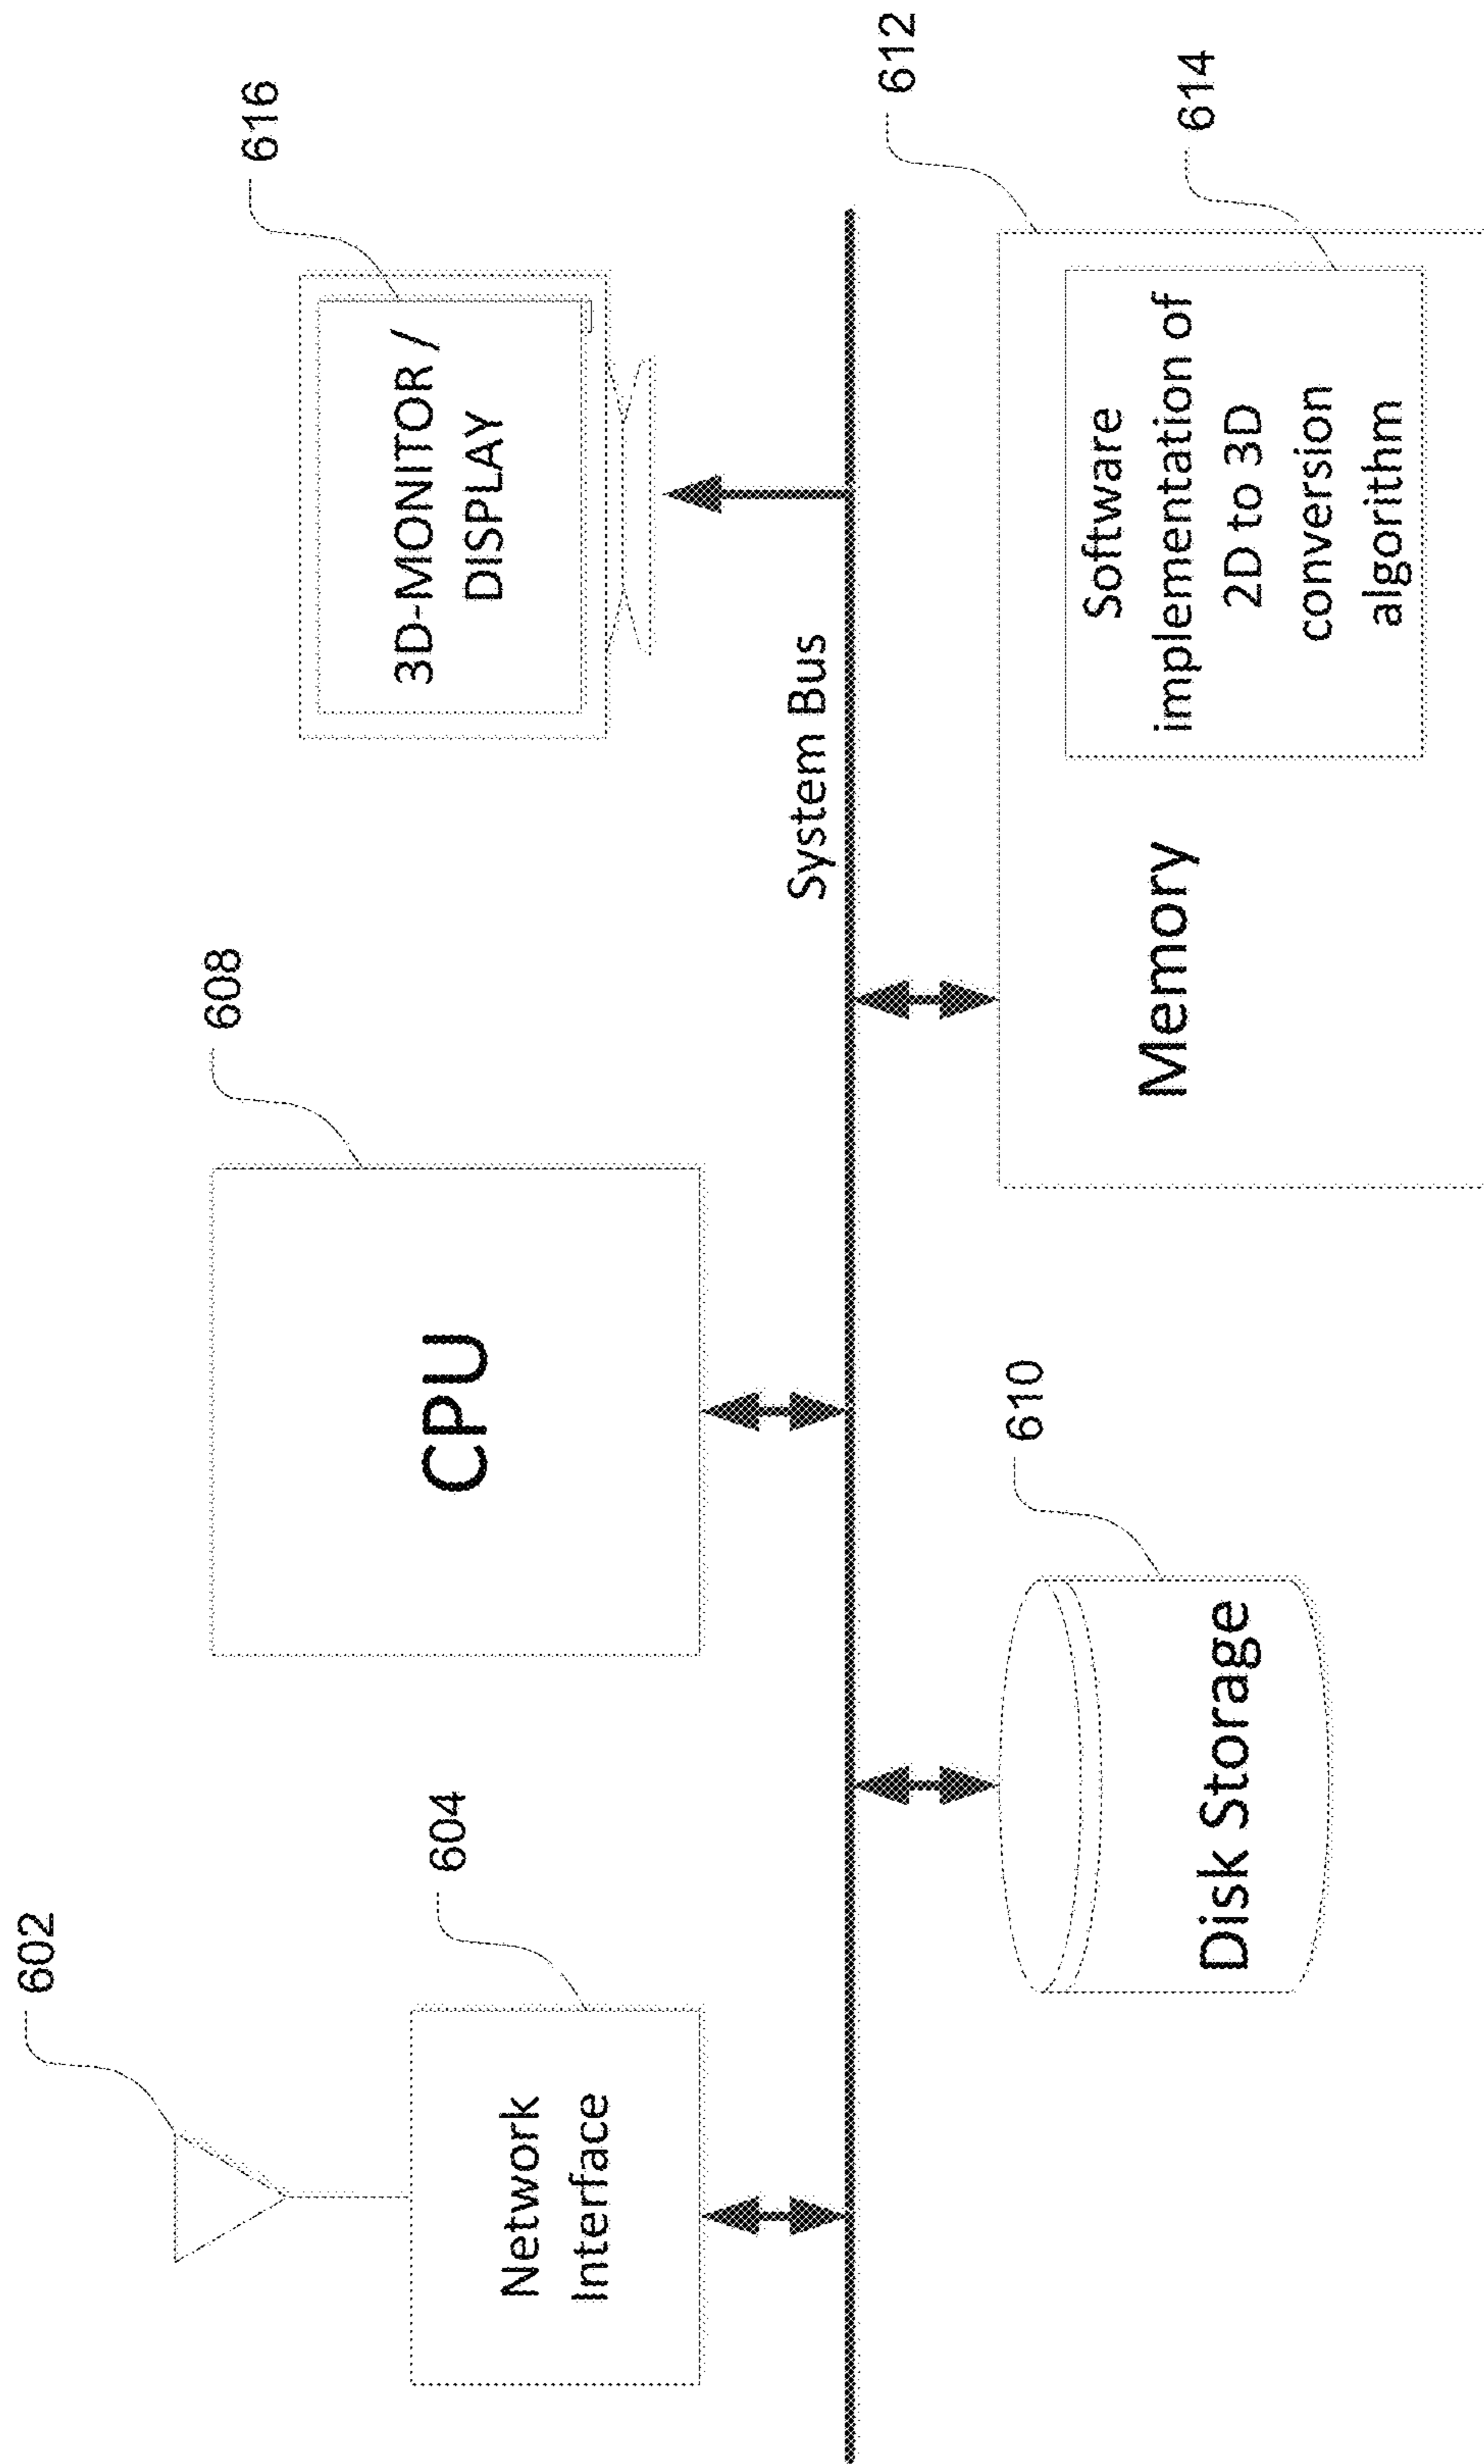 602
604
Network
Interface
608
CPU
616
3D-MONITOR /
DISPLAY
System Bus
610
Disk Storage
612
Memory
614
Software
implementation of
2D to 3D
conversion
algorithm